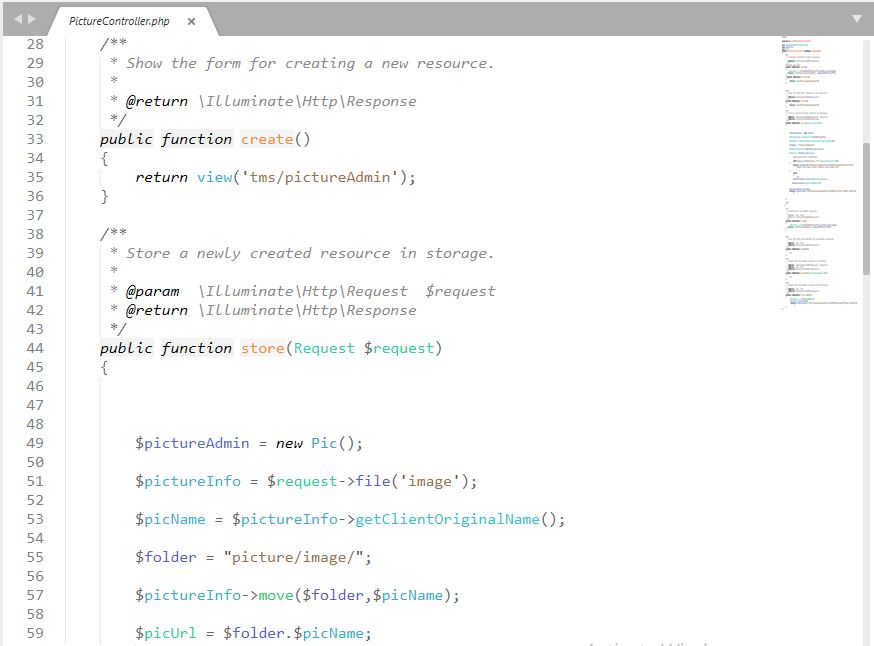 PictureController.php ×
28 /**
29 * Show the form for creating a new resource.
30 *
31 * @return \Illuminate\Http\Response
32 */
33 public function create()
34 {
35 return view('tms/pictureAdmin');
36 }
37
38 /**
39 * Store a newly created resource in storage.
40 *
41 * @param  \Illuminate\Http\Request  $request
42 * @return \Illuminate\Http\Response
43 */
44 public function store(Request $request)
45 {
46
47
48
49 $pictureAdmin = new Pic();
50
51 $pictureInfo = $request->file('image');
52
53 $picName = $pictureInfo->getClientOriginalName();
54
55 $folder = "picture/image/";
56
57 $pictureInfo->move($folder,$picName);
58
59 $picUrl = $folder.$picName;